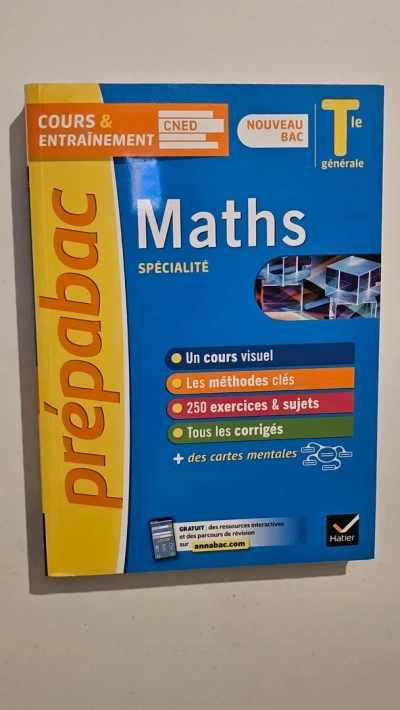 COURS &
ENTRAÎNEMENT
CNED
NOUVEAU
BAC
Tle
générale
prépabac
Maths
SPÉCIALITÉ
Un cours visuel
Les méthodes clés
250 exercices & sujets
Tous les corrigés
+ des cartes mentales
GRATUIT : des ressources interactives
et des parcours de révision
sur annabac.com
Hatier